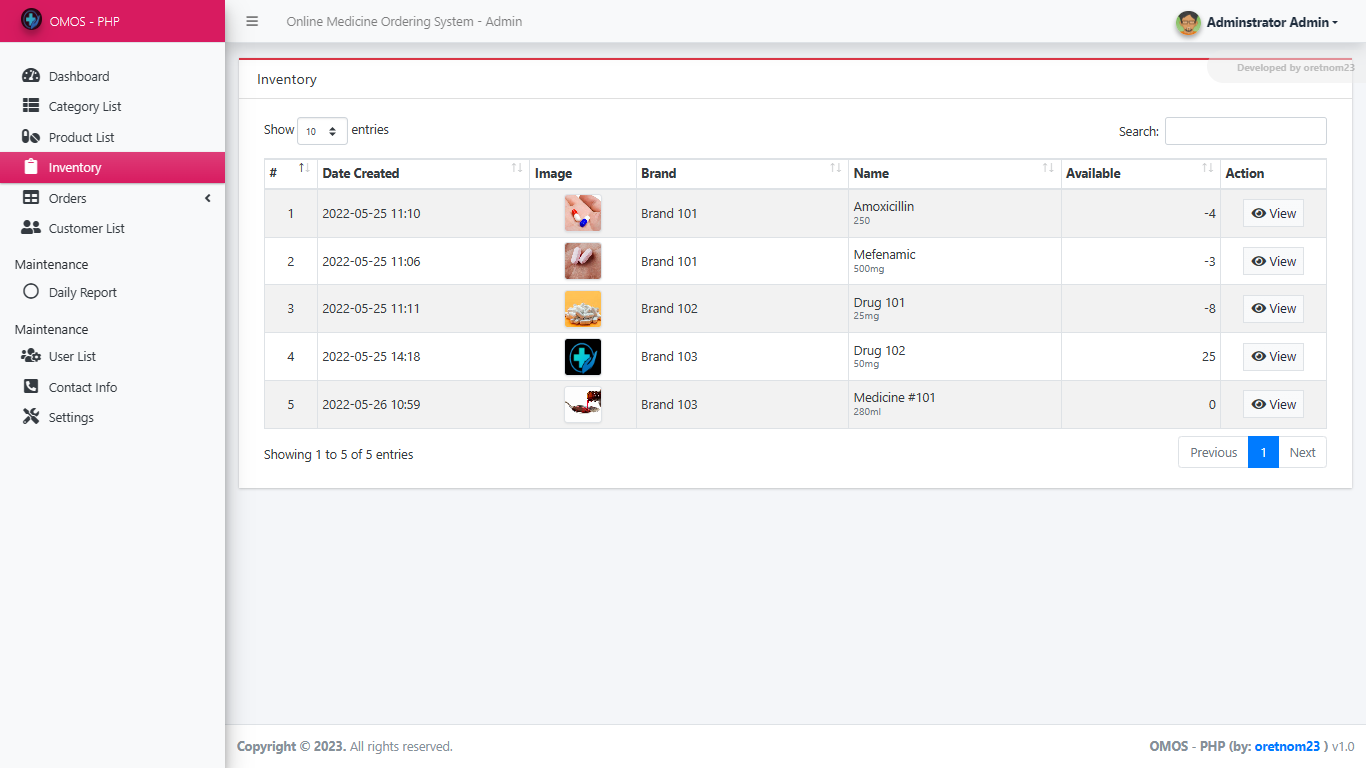 OMOS - PHP
Online Medicine Ordering System - Admin
Adminstrator Admin
Developed by oretnom23
Dashboard
Category List
Product List
Inventory
Orders
Customer List
Maintenance
Daily Report
Maintenance
User List
Contact Info
Settings
Inventory
Show 10 entries
Search:
# Date Created Image Brand Name Available Action
1 2022-05-25 11:10 Brand 101 Amoxicillin -4 View
250
2 2022-05-25 11:06 Brand 101 Mefenamic -3 View
500mg
3 2022-05-25 11:11 Brand 102 Drug 101 -8 View
25mg
4 2022-05-25 14:18 Brand 103 Drug 102 25 View
50mg
5 2022-05-26 10:59 Brand 103 Medicine #101 0 View
280ml
Showing 1 to 5 of 5 entries
Previous 1 Next
Copyright © 2023. All rights reserved.
OMOS - PHP (by: oretnom23 ) v1.0